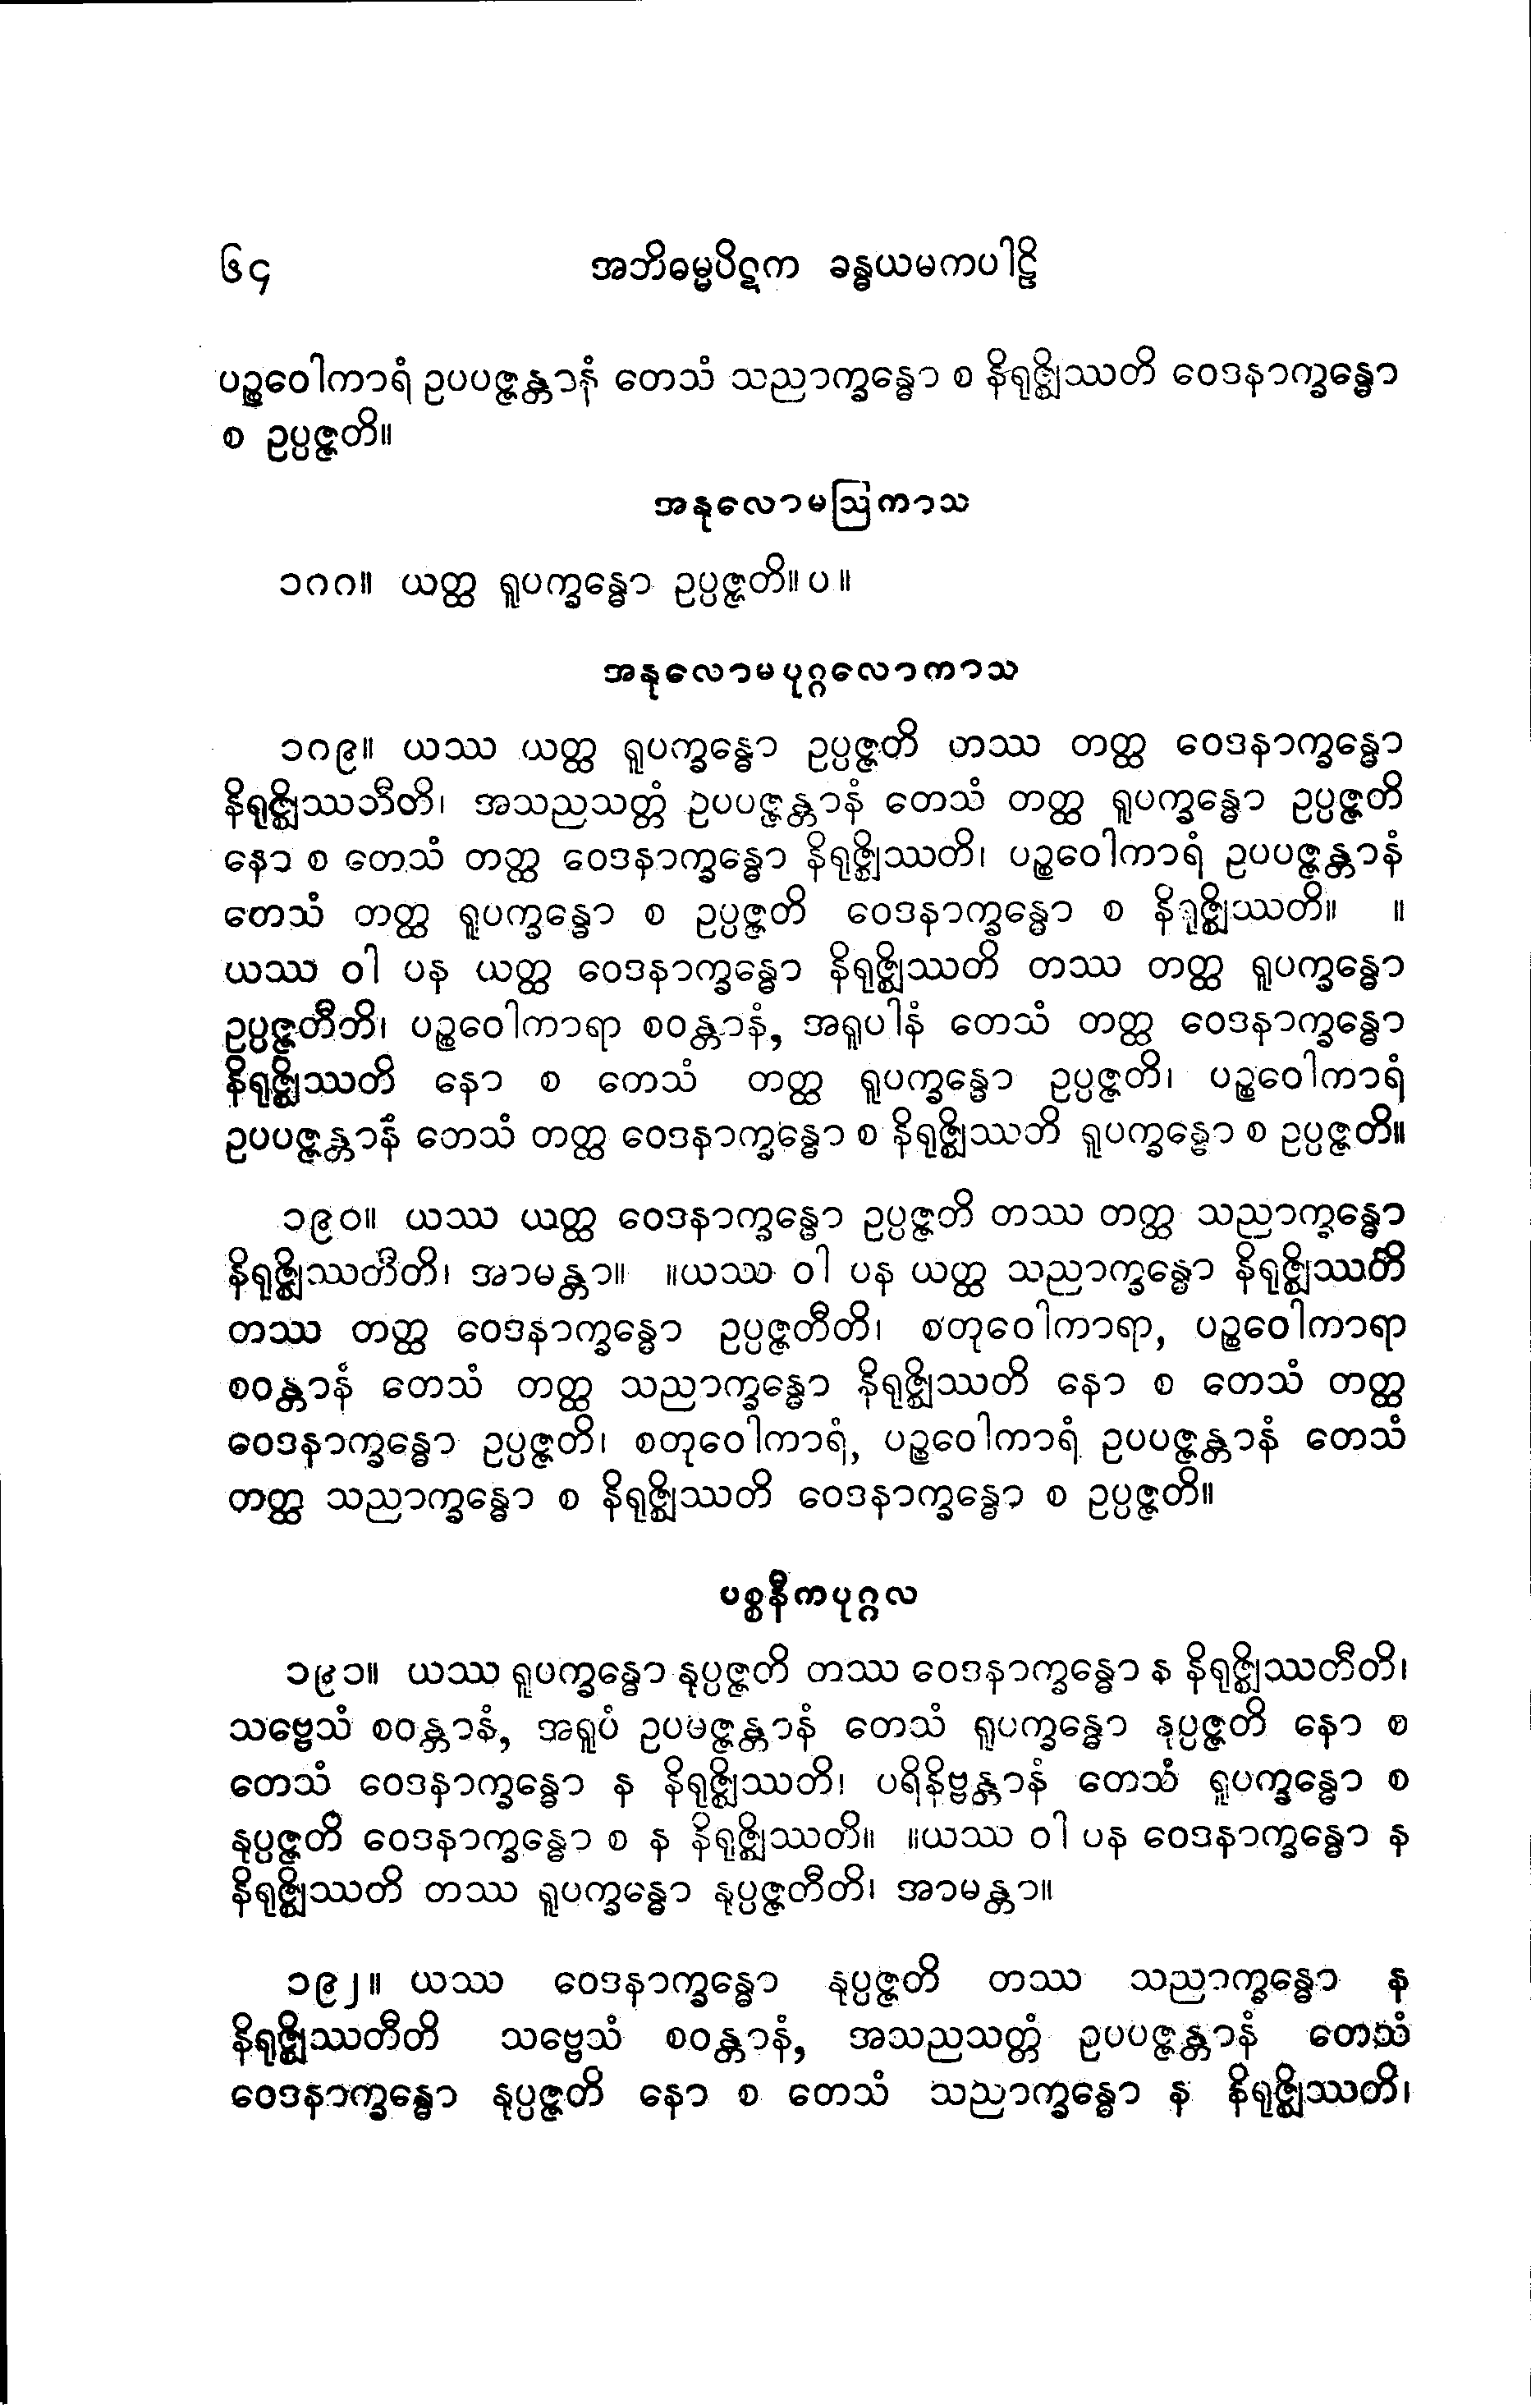 ၆၄ အဘိဓမ္မပိဋက ခန္ဓယမကပါဠိ
ပဉ္စဝေါကာရံ ဥပပဇ္ဇန္တာနံ တေသံ သညာက္ခန္ဓော စ နိရုဇ္ဈိဿတိ ဝေဒနာက္ခန္ဓော
စ ဥပ္ပဇ္ဇတိ။
အနုလောမဩကာသ
၁၈၈။ ယတ္ထ ရူပက္ခန္ဓော ဥပ္ပဇ္ဇတိ။ပ။
အနုလောမပုဂ္ဂလောကာသ
၁၈၉။ ယဿ ယတ္ထ ရူပက္ခန္ဓော ဥပ္ပဇ္ဇတိ တဿ တတ္ထ ဝေဒနာက္ခန္ဓော
နိရုဇ္ဈိဿတီတိ၊ အသညသတ္တံ ဥပပဇ္ဇန္တာနံ တေသံ တတ္ထ ရူပက္ခန္ဓော ဥပ္ပဇ္ဇတိ
နော စ တေသံ တတ္ထ ဝေဒနာက္ခန္ဓော နိရုဇ္ဈိဿတိ၊ ပဉ္စဝေါကာရံ ဥပပဇ္ဇန္တာနံ
တေသံ တတ္ထ ရူပက္ခန္ဓော စ ဥပ္ပဇ္ဇတိ ဝေဒနာက္ခန္ဓော စ နိရုဇ္ဈိဿတိ။ ။
ယဿ ဝါ ပန ယတ္ထ ဝေဒနာက္ခန္ဓော နိရုဇ္ဈိဿတိ တဿ တတ္ထ ရူပက္ခန္ဓော
ဥပ္ပဇ္ဇတီတိ၊ ပဉ္စဝေါကာရာ စဝန္တာနံ, အရူပါနံ တေသံ တတ္ထ ဝေဒနာက္ခန္ဓော
နိရုဇ္ဈိဿတိ နော စ တေသံ တတ္ထ ရူပက္ခန္ဓော ဥပ္ပဇ္ဇတိ၊ ပဉ္စဝေါကာရံ
ဥပပဇ္ဇန္တာနံ တေသံ တတ္ထ ဝေဒနာက္ခန္ဓော စ နိရုဇ္ဈိဿတိ ရူပက္ခန္ဓော စ ဥပ္ပဇ္ဇတိ။
၁၉၀။ ယဿ ယတ္ထ ဝေဒနာက္ခန္ဓော ဥပ္ပဇ္ဇတိ တဿ တတ္ထ သညာက္ခန္ဓော
နိရုဇ္ဈိဿတီတိ၊ အာမန္တာ။ ။ယဿ ဝါ ပန ယတ္ထ သညာက္ခန္ဓော နိရုဇ္ဈိဿတိ
တဿ တတ္ထ ဝေဒနာက္ခန္ဓော ဥပ္ပဇ္ဇတီတိ၊ စတုဝေါကာရာ, ပဉ္စဝေါကာရာ
စဝန္တာနံ တေသံ တတ္ထ သညာက္ခန္ဓော နိရုဇ္ဈိဿတိ နော စ တေသံ တတ္ထ
ဝေဒနာက္ခန္ဓော ဥပ္ပဇ္ဇတိ၊ စတုဝေါကာရံ, ပဉ္စဝေါကာရံ ဥပပဇ္ဇန္တာနံ တေသံ
တတ္ထ သညာက္ခန္ဓော စ နိရုဇ္ဈိဿတိ ဝေဒနာက္ခန္ဓော စ ဥပ္ပဇ္ဇတိ။
ပစ္စနီကပုဂ္ဂလ
၁၉၁။ ယဿ ရူပက္ခန္ဓော နုပ္ပဇ္ဇတိ တဿ ဝေဒနာက္ခန္ဓော န နိရုဇ္ဈိဿတီတိ၊
သဗ္ဗေသံ စဝန္တာနံ, အရူပံ ဥပပဇ္ဇန္တာနံ တေသံ ရူပက္ခန္ဓော နုပ္ပဇ္ဇတိ နော စ
တေသံ ဝေဒနာက္ခန္ဓော န နိရုဇ္ဈိဿတိ၊ ပရိနိဗ္ဗန္တာနံ တေသံ ရူပက္ခန္ဓော စ
နုပ္ပဇ္ဇတိ ဝေဒနာက္ခန္ဓော စ န နိရုဇ္ဈိဿတိ။ ။ယဿ ဝါ ပန ဝေဒနာက္ခန္ဓော န
နိရုဇ္ဈိဿတိ တဿ ရူပက္ခန္ဓော နုပ္ပဇ္ဇတီတိ၊ အာမန္တာ။
၁၉၂။ ယဿ ဝေဒနာက္ခန္ဓော နုပ္ပဇ္ဇတိ တဿ သညာက္ခန္ဓော န
နိရုဇ္ဈိဿတီတိ သဗ္ဗေသံ စဝန္တာနံ, အသညသတ္တံ ဥပပဇ္ဇန္တာနံ တေသံ
ဝေဒနာက္ခန္ဓော နုပ္ပဇ္ဇတိ နော စ တေသံ သညာက္ခန္ဓော န နိရုဇ္ဈိဿတိ၊